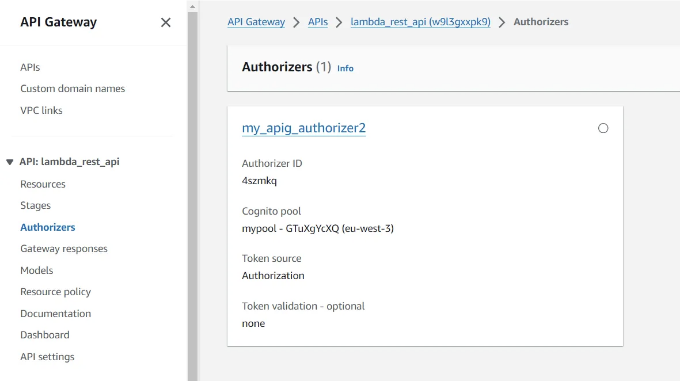 API Gateway
APIs
Custom domain names
VPC links
API: lambda_rest_api
Resources
Stages
Authorizers
Gateway responses
Models
Resource policy
Documentation
Dashboard
API settings
API Gateway > APIs > lambda_rest_api (w9l3gxxpk9) > Authorizers
Authorizers (1) Info
my_apig_authorizer2
Authorizer ID
4szmkq
Cognito pool
mypool - GTuXgYcXQ (eu-west-3)
Token source
Authorization
Token validation - optional
none